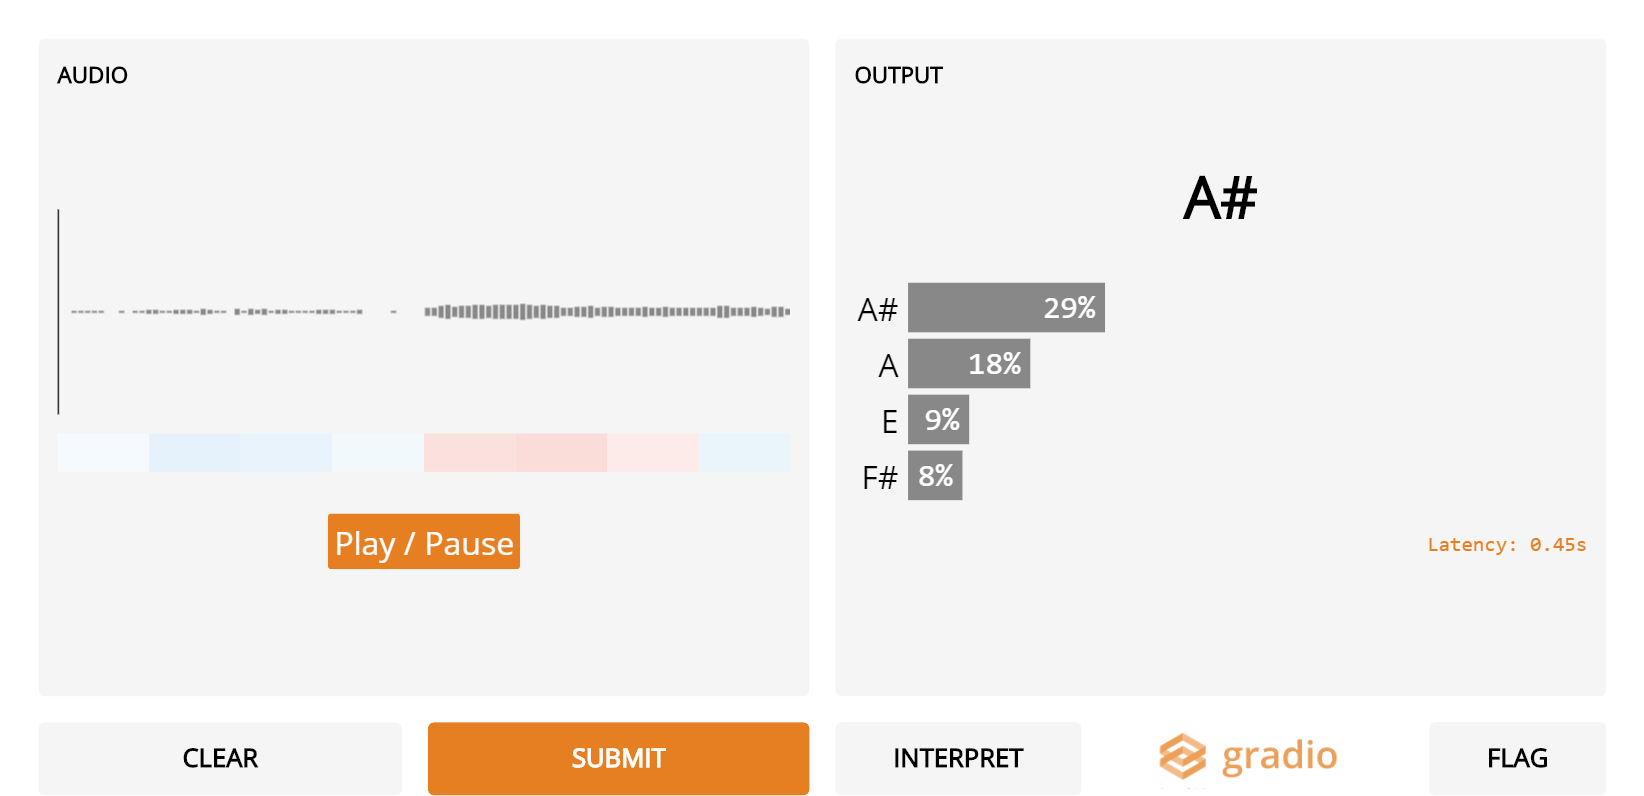 AUDIO
Play / Pause
OUTPUT
A#
A# 29%
A 18%
E 9%
F# 8%
Latency: 0.45s
CLEAR
SUBMIT
INTERPRET
gradio
FLAG